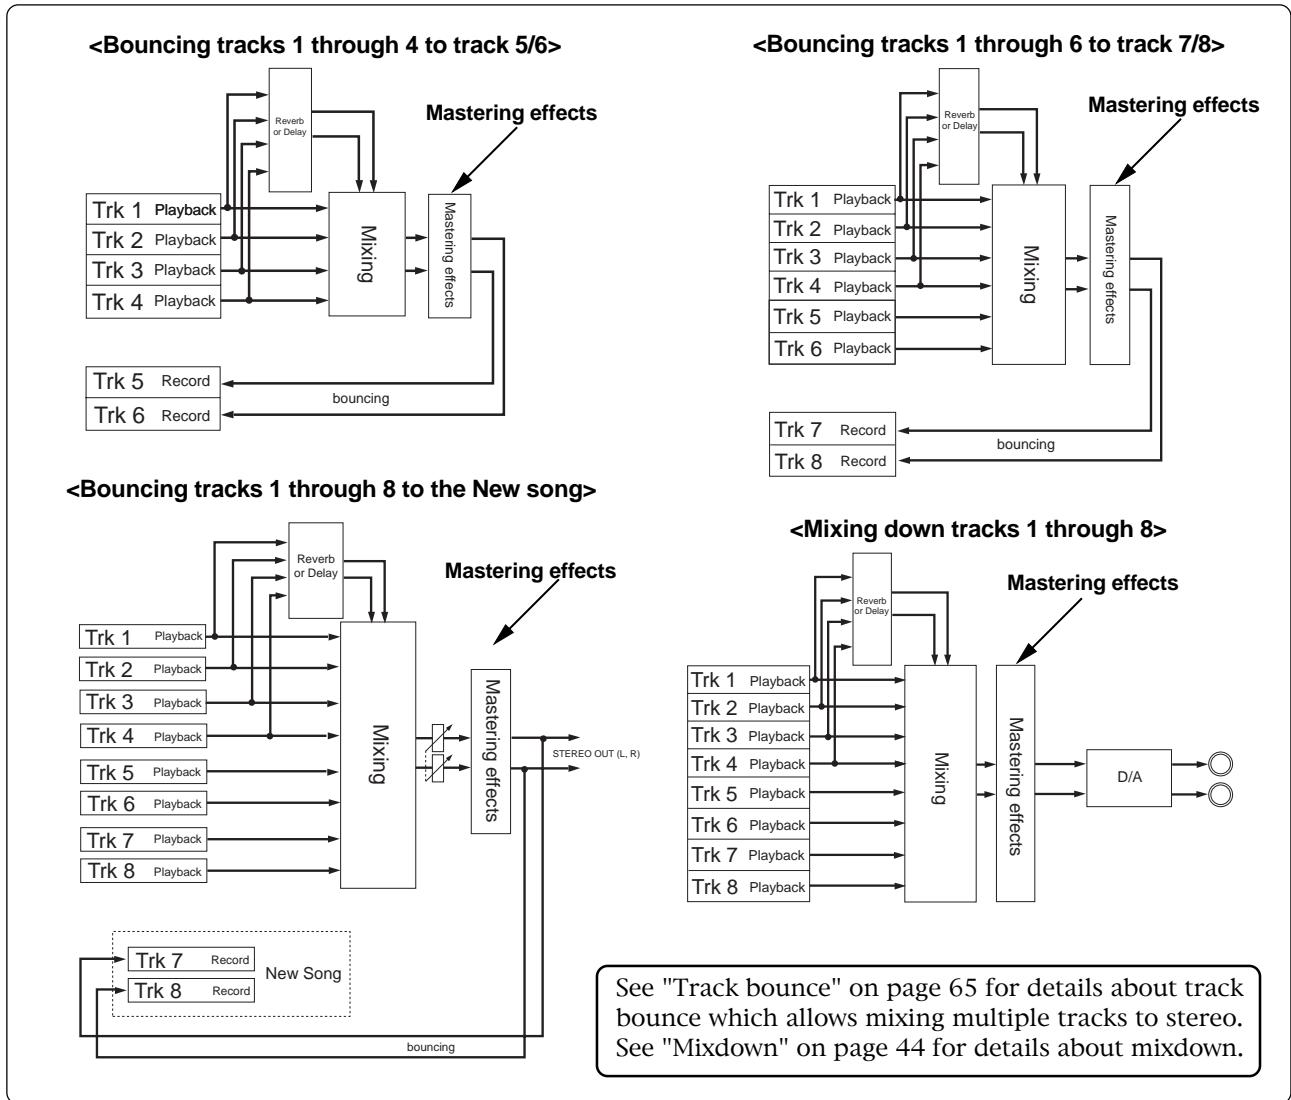 <Bouncing tracks 1 through 4 to track 5/6>
Reverb
or Delay
Mastering effects
Trk 1 Playback
Trk 2 Playback
Trk 3 Playback
Trk 4 Playback
Mixing
Mastering effects
Trk 5 Record
bouncing
Trk 6 Record
<Bouncing tracks 1 through 6 to track 7/8>
Reverb
or Delay
Mastering effects
Trk 1 Playback
Trk 2 Playback
Trk 3 Playback
Trk 4 Playback
Trk 5 Playback
Trk 6 Playback
Mixing
Mastering effects
Trk 7 Record
bouncing
Trk 8 Record
<Bouncing tracks 1 through 8 to the New song>
Reverb
or Delay
Mastering effects
Trk 1 Playback
Trk 2 Playback
Trk 3 Playback
Trk 4 Playback
Trk 5 Playback
Trk 6 Playback
Trk 7 Playback
Trk 8 Playback
Mixing
Mastering effects
STEREO OUT (L, R)
Trk 7 Record
New Song
Trk 8 Record
bouncing
<Mixing down tracks 1 through 8>
Reverb
or Delay
Mastering effects
Trk 1 Playback
Trk 2 Playback
Trk 3 Playback
Trk 4 Playback
Trk 5 Playback
Trk 6 Playback
Trk 7 Playback
Trk 8 Playback
Mixing
Mastering effects
D/A
See "Track bounce" on page 65 for details about track
bounce which allows mixing multiple tracks to stereo.
See "Mixdown" on page 44 for details about mixdown.